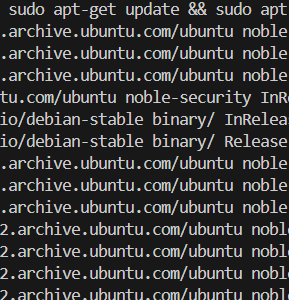 sudo apt-get update && sudo apt
.archive.ubuntu.com/ubuntu noble
.archive.ubuntu.com/ubuntu noble
.archive.ubuntu.com/ubuntu noble
tu.com/ubuntu noble-security InRe
io/debian-stable binary/ InRelea
io/debian-stable binary/ Release
.archive.ubuntu.com/ubuntu noble
.archive.ubuntu.com/ubuntu noble
.archive.ubuntu.com/ubuntu noble
2.archive.ubuntu.com/ubuntu noble
2.archive.ubuntu.com/ubuntu noble
2.archive.ubuntu.com/ubuntu noble
2.archive.ubuntu.com/ubuntu noble